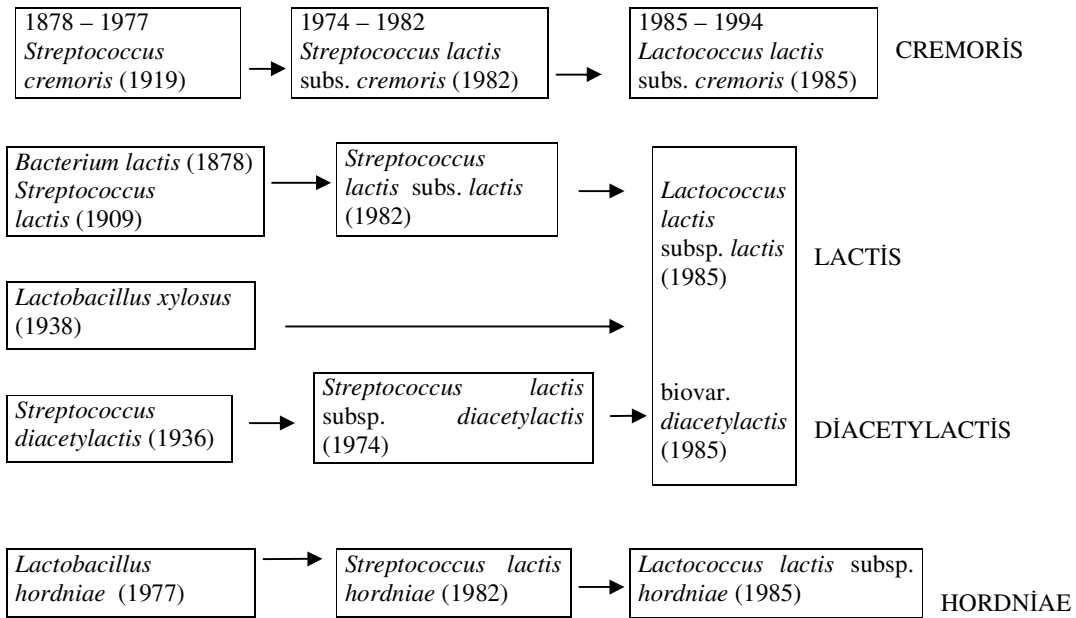 1878 – 1977
Streptococcus
cremoris (1919)
1974 – 1982
Streptococcus lactis
subs. cremoris (1982)
1985 – 1994
Lactococcus lactis
subs. cremoris (1985)
CREMORİS
Bacterium lactis (1878)
Streptococcus
lactis (1909)
Streptococcus
lactis subs. lactis
(1982)
Lactococcus
lactis
subsp. lactis
(1985)
LACTİS
Lactobacillus xylosus
(1938)
Streptococcus
diacetylactis (1936)
Streptococcus lactis
subsp. diacetylactis
(1974)
biovar.
diacetylactis
(1985)
DİACETYLACTİS
Lactobacillus
hordniae (1977)
Streptococcus lactis
hordniae (1982)
Lactococcus lactis subsp.
hordniae (1985)
HORDNİAE